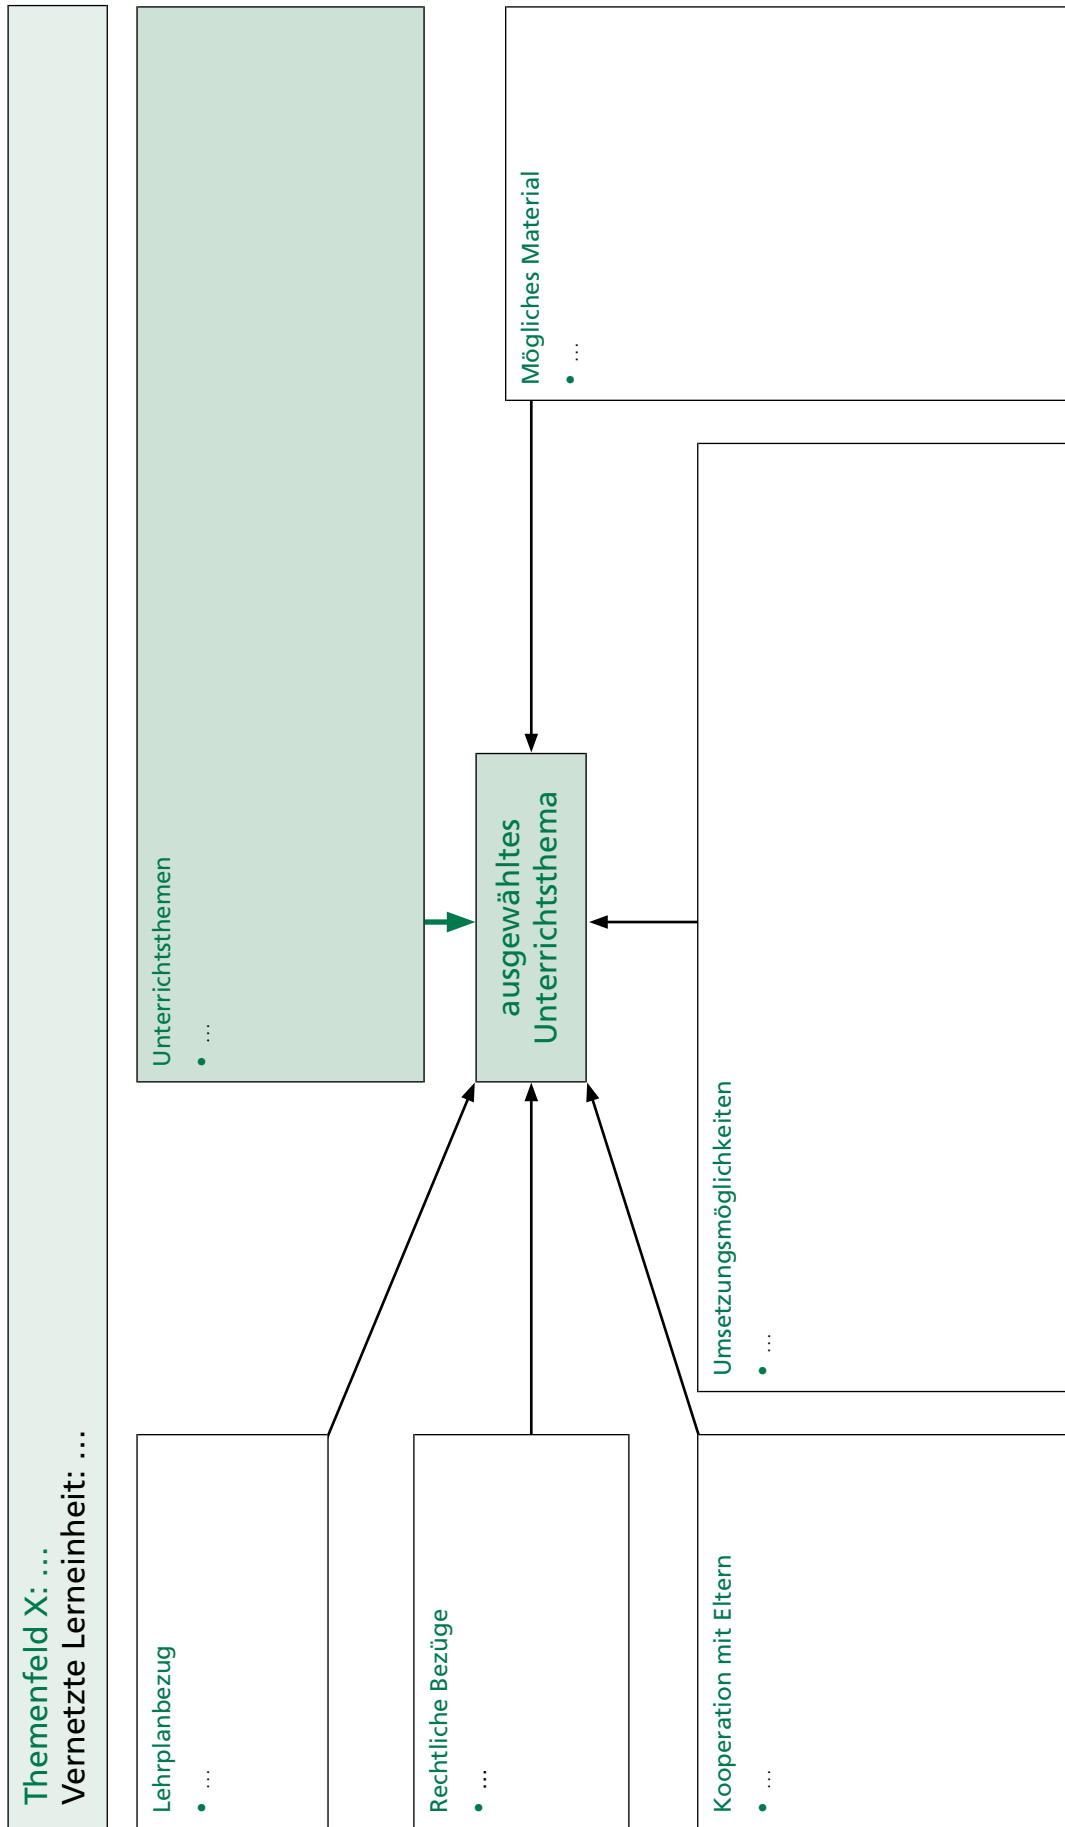 Themenfeld X: ...
Vernetzte Lerneinheit: ...
Lehrplanbezug
• ...
Unterrichtsthemen
• ...
Rechtliche Bezüge
• ...
ausgewähltes
Unterrichtsthema
Mögliches Material
• ...
Kooperation mit Eltern
• ...
Umsetzungsmöglichkeiten
• ...